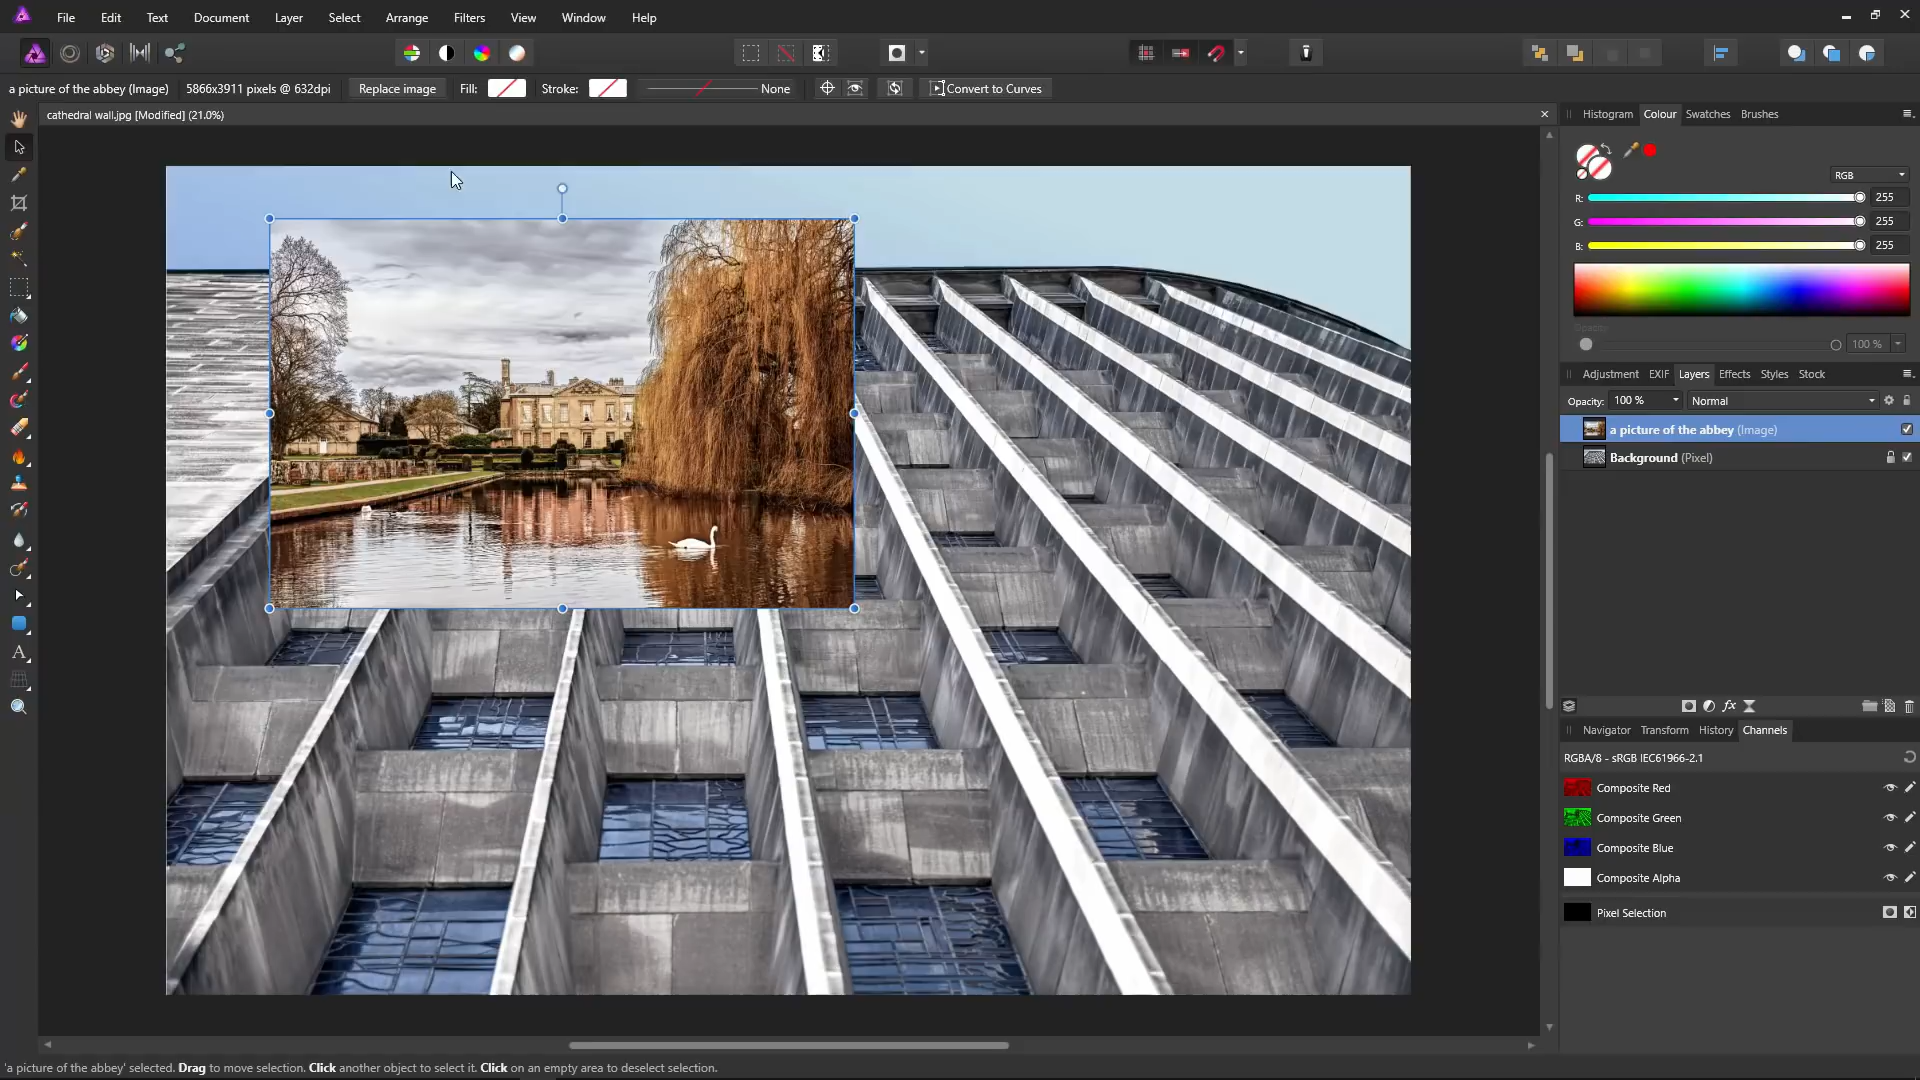 File Edit Text Document Layer Select Arrange Filters View Window Help
a picture of the abbey (Image) 5866x3911 pixels @ 632dpi Replace image Fill: Stroke: None Convert to Curves
cathedral wall.jpg [Modified] (21.0%)
Histogram Colour Swatches Brushes
RGB
R: 255
G: 255
B: 255
Opacity
100 %
Adjustment EXIF Layers Effects Styles Stock
Opacity: 100 % Normal
a picture of the abbey (Image)
Background (Pixel)
fx
Navigator Transform History Channels
RGBA/8 - sRGB IEC61966-2.1
Composite Red
Composite Green
Composite Blue
Composite Alpha
Pixel Selection
'a picture of the abbey' selected. Drag to move selection. Click another object to select it. Click on an empty area to deselect selection.